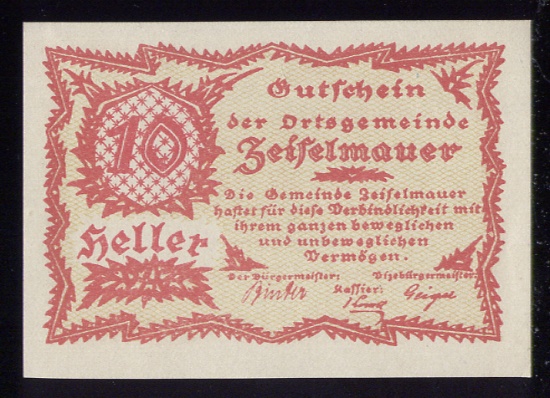 Gutschein
der Ortsgemeinde
Zeiselmauer
10
Heller
Die Gemeinde Zeiselmauer
haftet für diese Verbindlichkeit mit
ihrem ganzen beweglichen
und unbeweglichen
Vermögen.
Der Bürgermeister: Vizebürgermeister:
Kassier:
Geigner